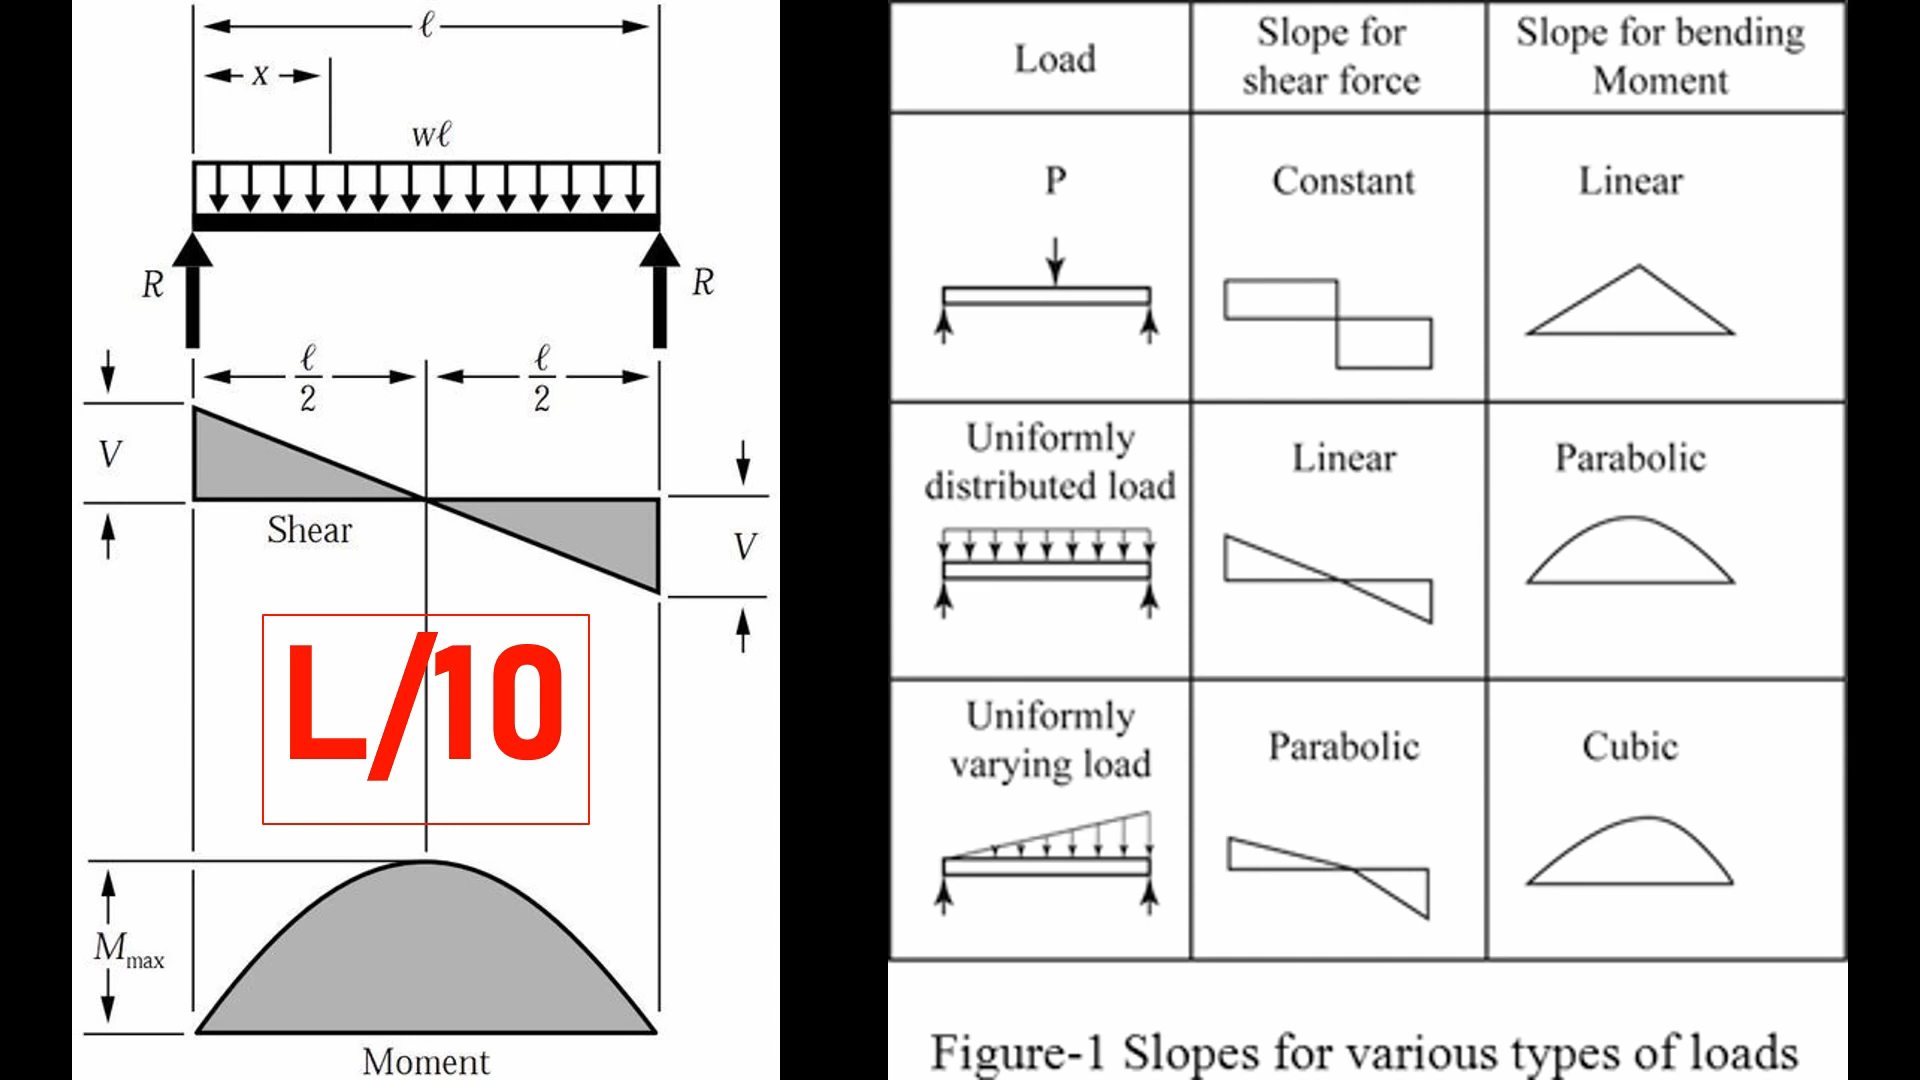 ℓ
x
wℓ
R
R
ℓ
2
ℓ
2
V
Shear
V
L/10
M max
Moment
Load
Slope for
shear force
Slope for bending
Moment
P
Constant
Linear
Uniformly
distributed load
Linear
Parabolic
Uniformly
varying load
Parabolic
Cubic
Figure-1 Slopes for various types of loads